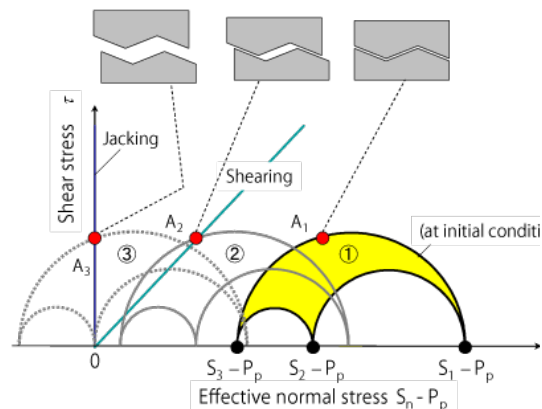 Shear stress τ
Jacking
Shearing
A₁
A₂
A₃
①
②
③
(at initial conditi
0
S₃ – Pₚ
S₂ – Pₚ
S₁ – Pₚ
Effective normal stress Sₙ - Pₚ